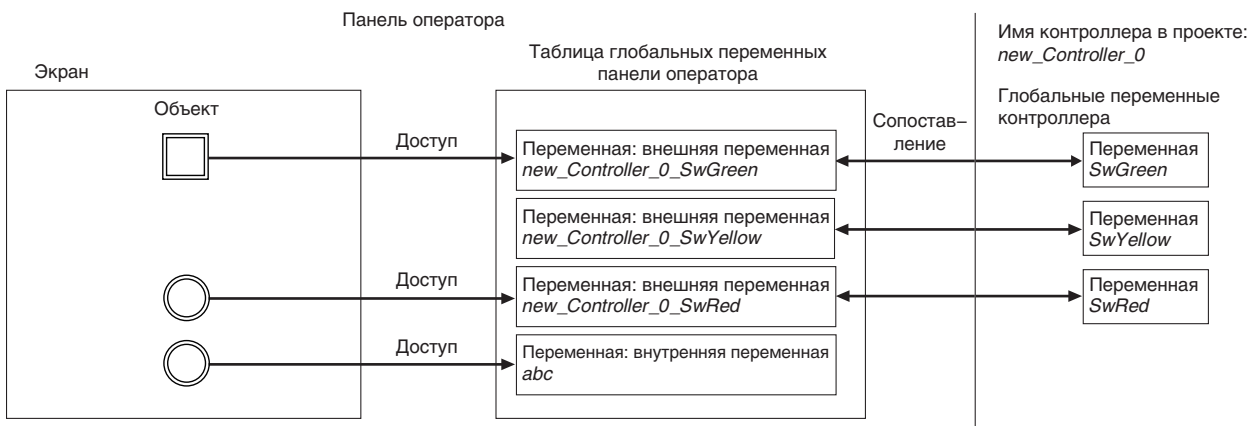 Панель оператора
Имя контроллера в проекте:
new_Controller_0
Экран
Таблица глобальных переменных
панели оператора
Глобальные переменные
контроллера
Объект
Доступ
Сопостав–
ление
Переменная: внешняя переменная
new_Controller_0_SwGreen
Переменная
SwGreen
Переменная: внешняя переменная
new_Controller_0_SwYellow
Переменная
SwYellow
Доступ
Переменная: внешняя переменная
new_Controller_0_SwRed
Переменная
SwRed
Доступ
Переменная: внутренняя переменная
abc